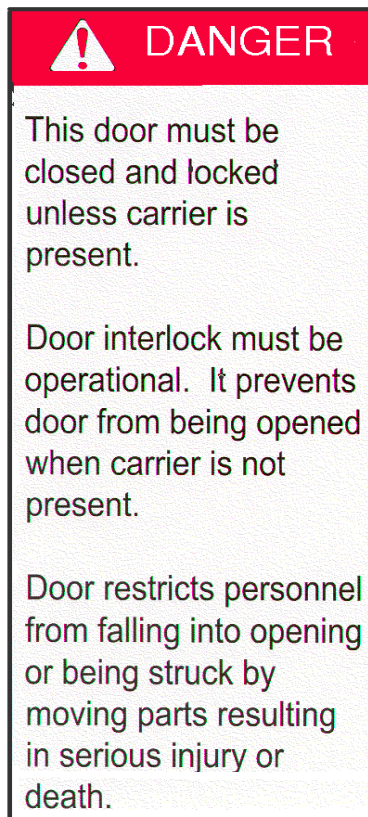 DANGER
This door must be
closed and locked
unless carrier is
present.
Door interlock must be
operational.  It prevents
door from being opened
when carrier is not
present.
Door restricts personnel
from falling into opening
or being struck by
moving parts resulting
in serious injury or
death.